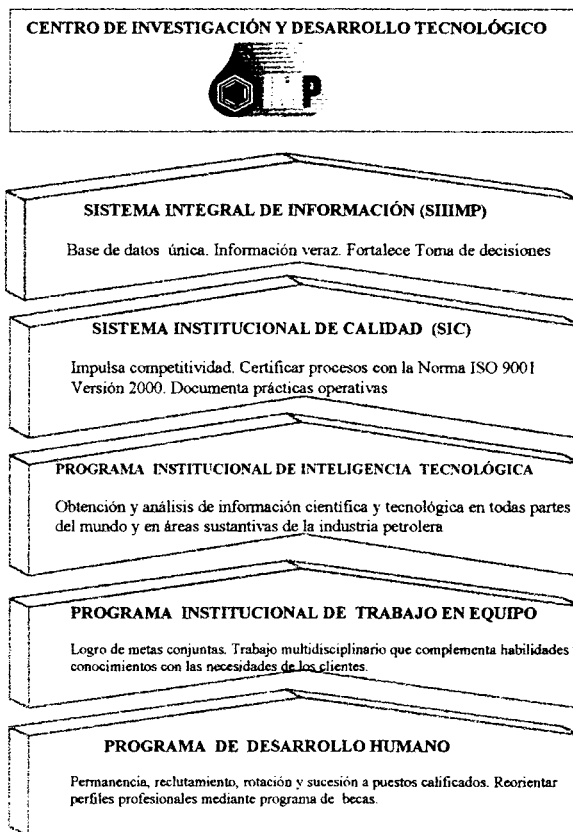 CENTRO DE INVESTIGACIÓN Y DESARROLLO TECNOLÓGICO
P
SISTEMA INTEGRAL DE INFORMACIÓN (SIIIMP)
Base de datos única. Información veraz. Fortalece Toma de decisiones
SISTEMA INSTITUCIONAL DE CALIDAD (SIC)
Impulsa competitividad. Certificar procesos con la Norma ISO 9001
Versión 2000. Documenta prácticas operativas
PROGRAMA INSTITUCIONAL DE INTELIGENCIA TECNOLÓGICA
Obtención y análisis de información científica y tecnológica en todas partes
del mundo y en áreas sustantivas de la industria petrolera
PROGRAMA INSTITUCIONAL DE TRABAJO EN EQUIPO
Logro de metas conjuntas. Trabajo multidisciplinario que complementa habilidades
conocimientos con las necesidades de los clientes.
PROGRAMA DE DESARROLLO HUMANO
Permanencia, reclutamiento, rotación y sucesión a puestos calificados. Reorientar
perfiles profesionales mediante programa de becas.